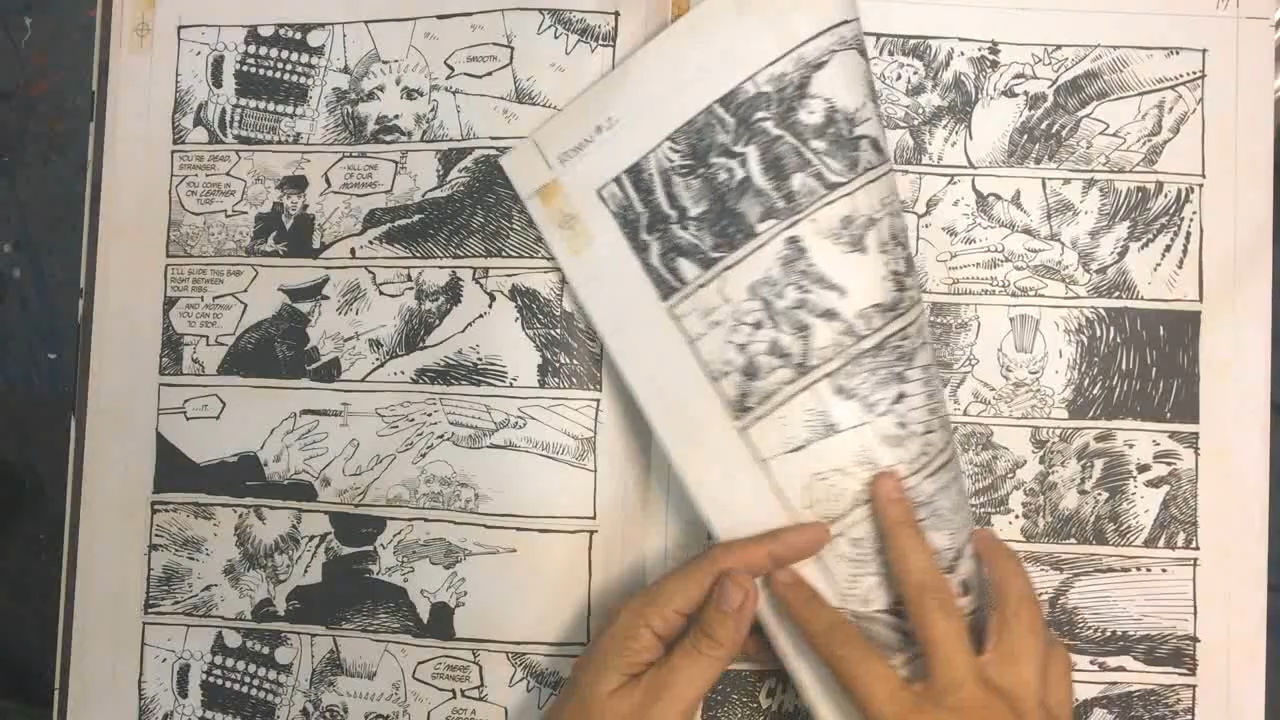 ...SMOOTH.
YOU'RE DEAD,
STRANGER.
YOU COME IN
ON LEATHER
TURF--
--KILL ONE
OF OUR
MOMMAS--
I'LL SLIDE THIS BABY
RIGHT BETWEEN
YOUR RIBS...
...AND NOTHIN'
YOU CAN DO
TO STOP...
...IT.
C'MERE,
STRANGER.
GOT A